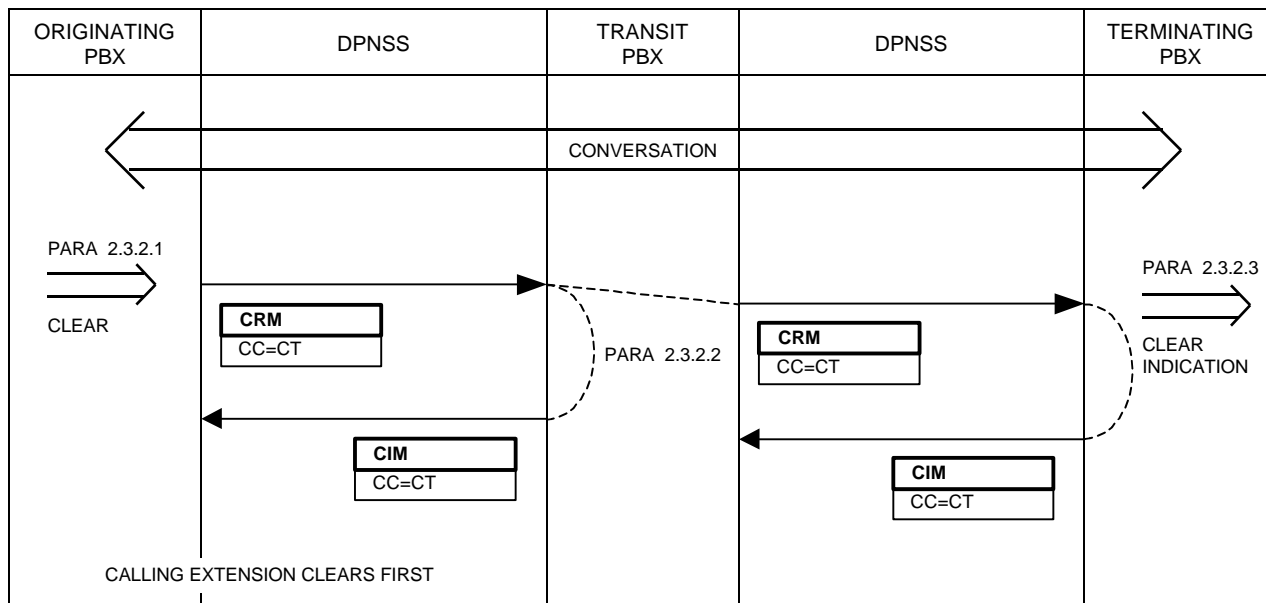 ORIGINATING
PBX
DPNSS
TRANSIT
PBX
DPNSS
TERMINATING
PBX
CONVERSATION
PARA 2.3.2.1
CLEAR
CRM
CC=CT
PARA 2.3.2.2
CIM
CC=CT
CRM
CC=CT
PARA 2.3.2.3
CLEAR
INDICATION
CIM
CC=CT
CALLING EXTENSION CLEARS FIRST